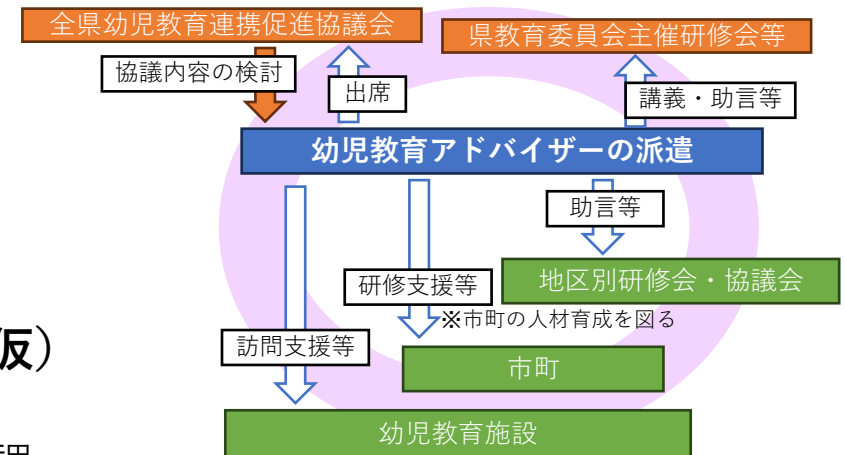 全県幼児教育連携促進協議会
県教育委員会主催研修会等
協議内容の検討
出席
講義・助言等
幼児教育アドバイザーの派遣
助言等
地区別研修会・協議会
研修支援等
※市町の人材育成を図る
仮）
訪問支援等
市町
幼児教育施設